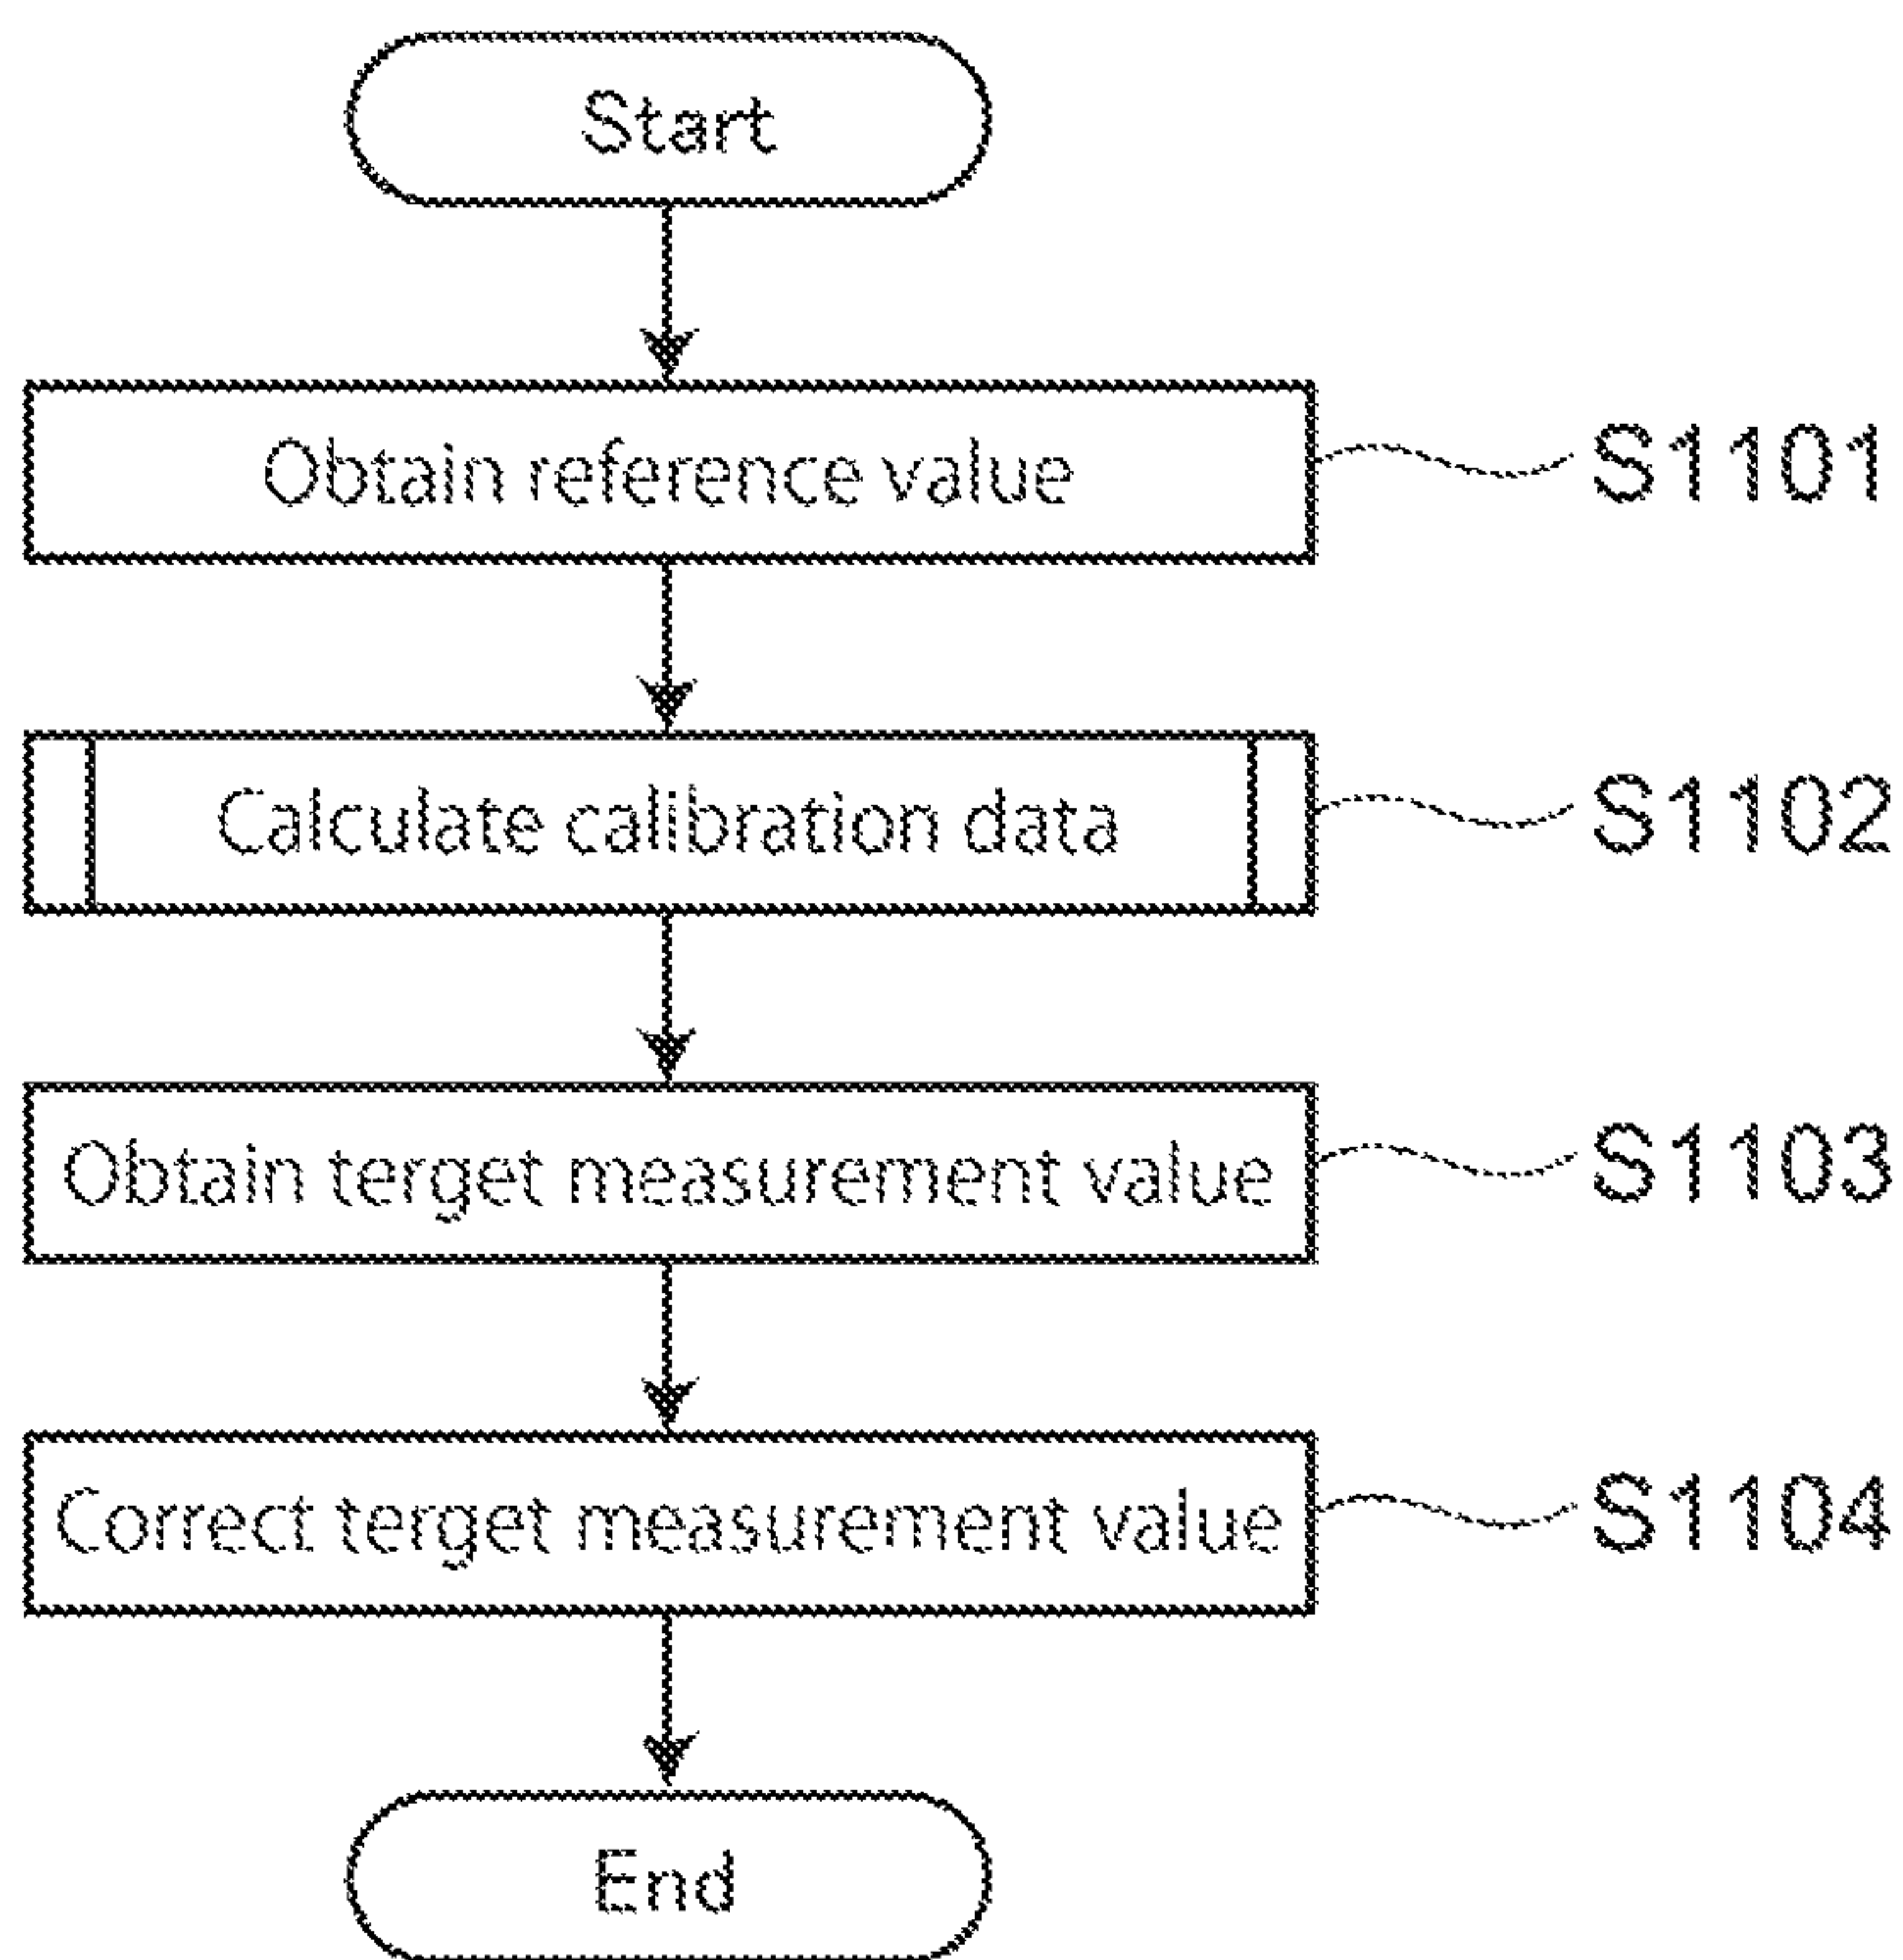 Start
Obtain reference value
S1101
Calculate calibration data
S1102
Obtain terget measurement value
S1103
Correct terget measurement value
S1104
End